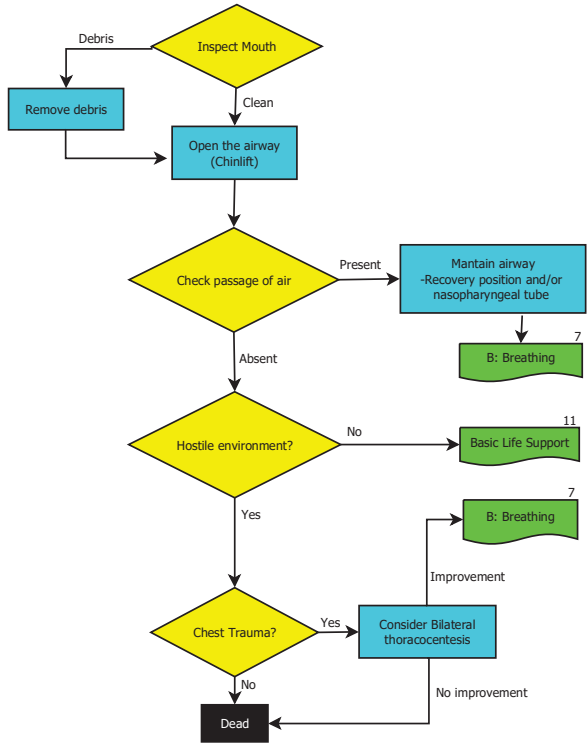 Debris
Inspect Mouth
Remove debris
Clean
Open the airway
(Chinlift)
Check passage of air
Present
Mantain airway
-Recovery position and/or
nasopharyngeal tube
Absent
7
B: Breathing
Hostile environment?
No
11
Basic Life Support
Yes
7
B: Breathing
Improvement
Chest Trauma?
Yes
Consider Bilateral
thoracocentesis
No
No improvement
Dead